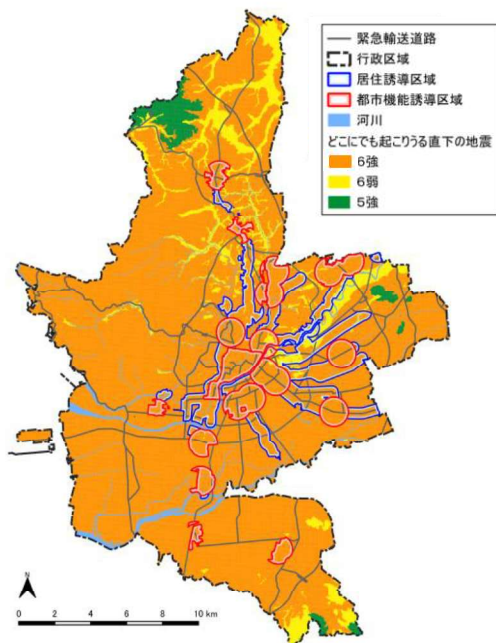 緊急輸送道路
行政区域
居住誘導区域
都市機能誘導区域
河川
どこにでも起こりうる直下の地震
6強
6弱
5強
N
0 2 4 6 8 10 km